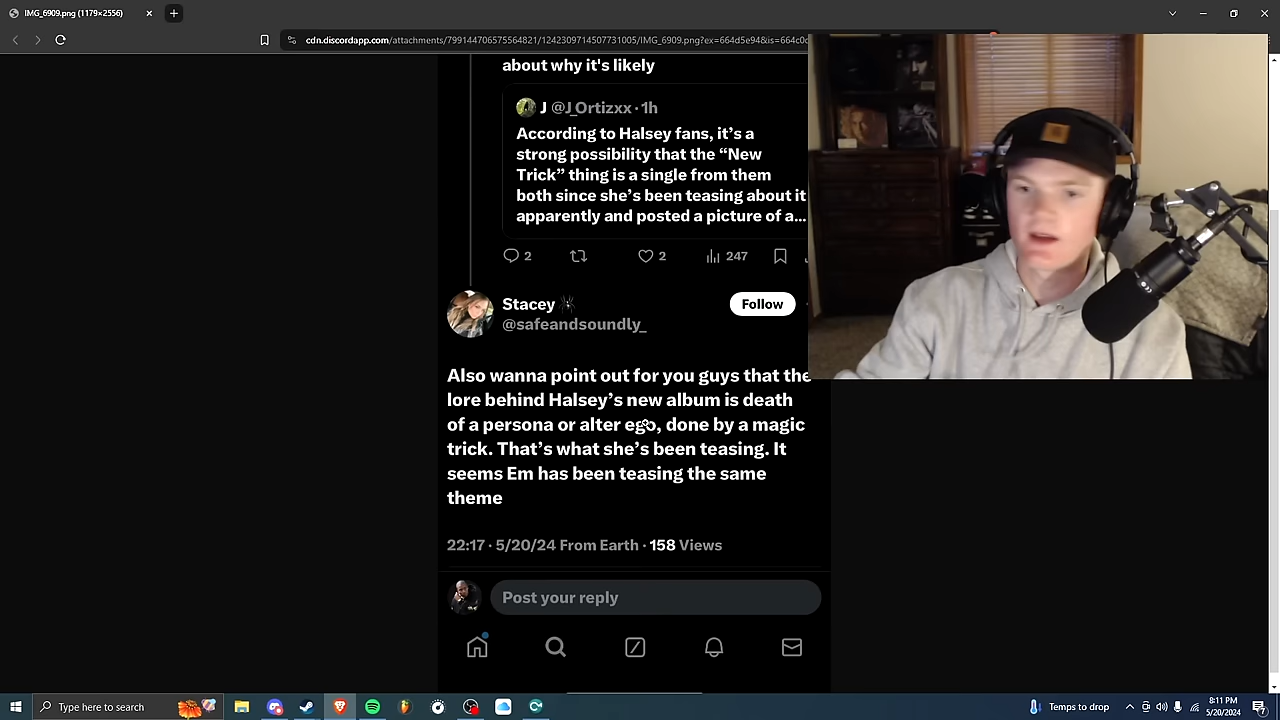 IMG_6909.png (1179×2556)
cdn.discordapp.com/attachments/799144706575564821/1242309714507731005/IMG_6909.png?ex=664d5e94&is=664c0d
about why it's likely
J @J_Ortizxx · 1h
According to Halsey fans, it's a
strong possibility that the “New
Trick” thing is a single from them
both since she's been teasing about it
apparently and posted a picture of a...
2
2
247
Stacey
Follow
@safeandsoundly_
Also wanna point out for you guys that the
lore behind Halsey's new album is death
of a persona or alter ego, done by a magic
trick. That's what she's been teasing. It
seems Em has been teasing the same
theme
22:17 · 5/20/24 From Earth · 158 Views
Post your reply
Type here to search
Temps to drop
8:11 PM
5/20/2024